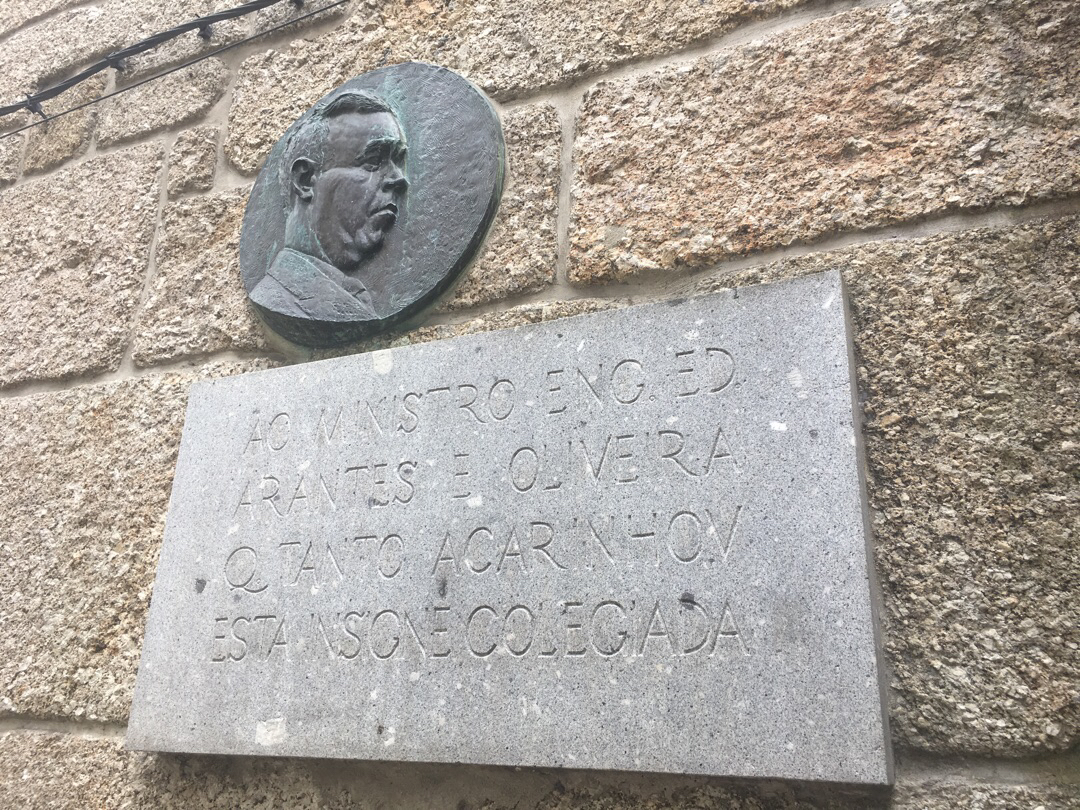 AO MINISTRO ENG. ED.
ARANTES E OLIVEIRA
Q. TANTO ACARINHOV
ESTA INSIGNE COLEGIADA